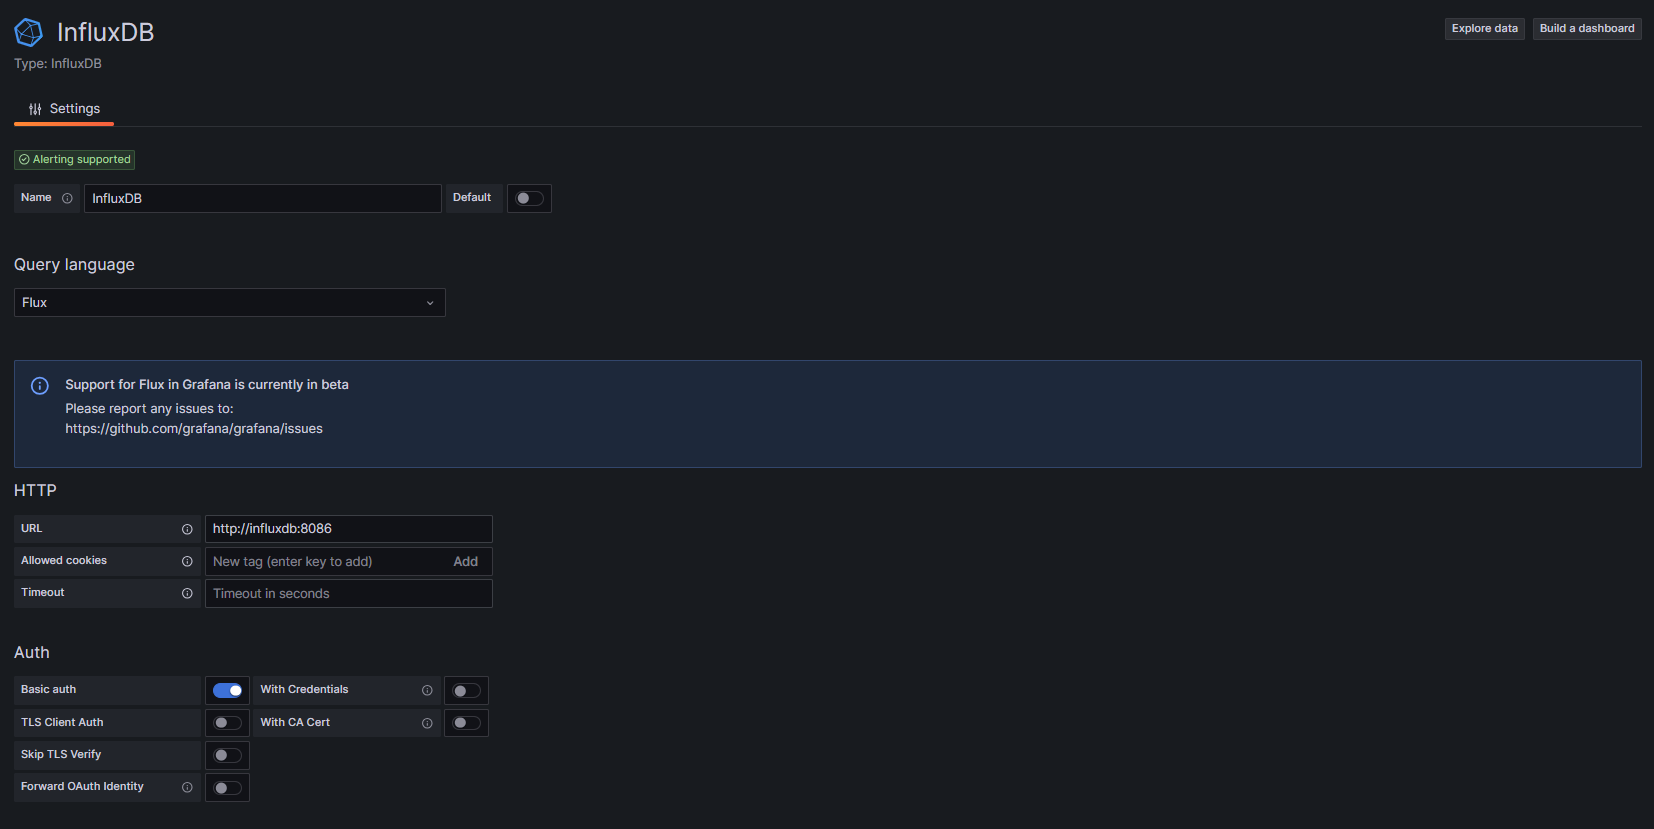 InfluxDB
Explore data
Build a dashboard
Type: InfluxDB
Settings
Alerting supported
Name
InfluxDB
Default
Query language
Flux
Support for Flux in Grafana is currently in beta
Please report any issues to:
https://github.com/grafana/grafana/issues
HTTP
URL
http://influxdb:8086
Allowed cookies
New tag (enter key to add)
Add
Timeout
Timeout in seconds
Auth
Basic auth
With Credentials
TLS Client Auth
With CA Cert
Skip TLS Verify
Forward OAuth Identity